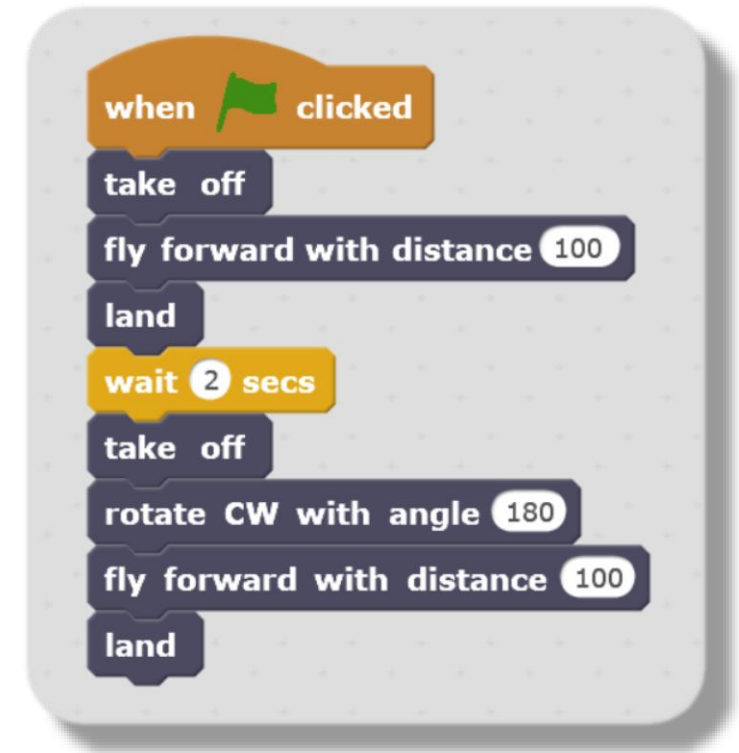 when clicked
take off
fly forward with distance 100
land
wait 2 secs
take off
rotate CW with angle 180
fly forward with distance 100
land